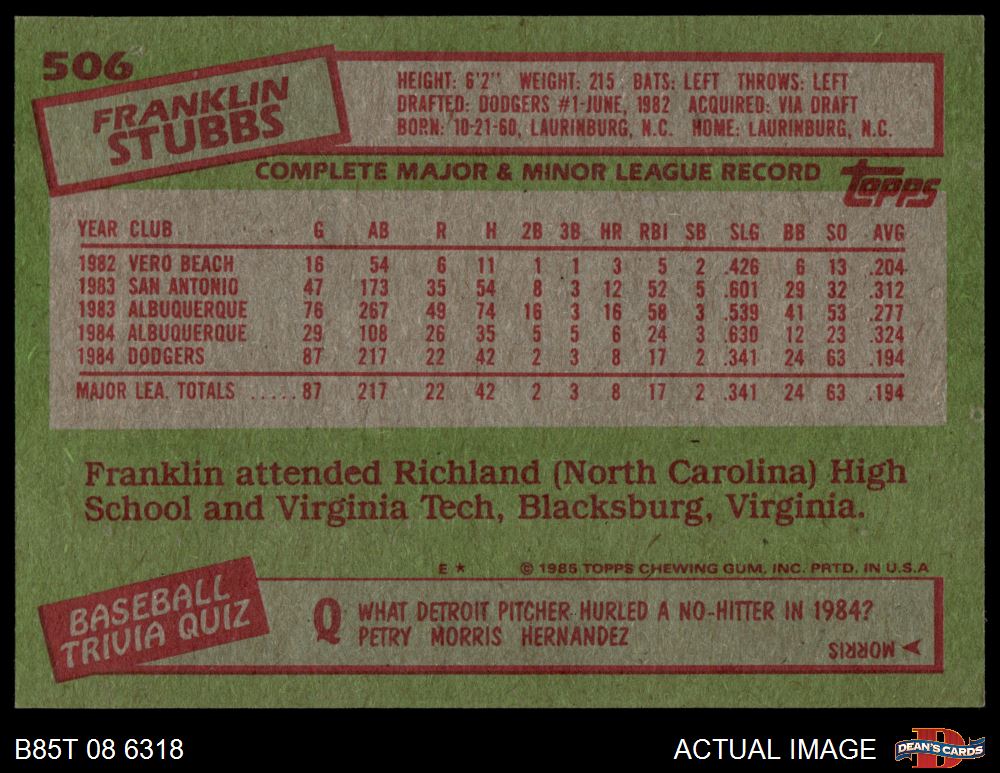 506
FRANKLIN
STUBBS
HEIGHT: 6'2" WEIGHT: 215 BATS: LEFT THROWS: LEFT
DRAFTED: DODGERS #1-JUNE, 1982 ACQUIRED: VIA DRAFT
BORN: 10-21-60, LAURINBURG, N.C. HOME: LAURINBURG, N.C.
COMPLETE MAJOR & MINOR LEAGUE RECORD
topps
YEAR CLUB G AB R H 2B 3B HR RBI SB SLG BB SO AVG
1982 VERO BEACH 16 54 6 11 1 1 3 5 2 .426 6 13 .204
1983 SAN ANTONIO 47 173 35 54 8 3 12 52 5 .601 29 32 .312
1983 ALBUQUERQUE 76 267 49 74 16 3 16 58 3 .539 41 53 .277
1984 ALBUQUERQUE 29 108 26 35 5 5 6 24 3 .630 12 23 .324
1984 DODGERS 87 217 22 42 2 3 8 17 2 .341 24 63 .194
MAJOR LEA. TOTALS ..... 87 217 22 42 2 3 8 17 2 .341 24 63 .194
Franklin attended Richland (North Carolina) High
School and Virginia Tech, Blacksburg, Virginia.
E * © 1985 TOPPS CHEWING GUM, INC. PRTD. IN U.S.A
BASEBALL
TRIVIA QUIZ
Q WHAT DETROIT PITCHER HURLED A NO-HITTER IN 1984?
PETRY MORRIS HERNANDEZ
MORRIS
B85T 08 6318
ACTUAL IMAGE
DEAN'S CARDS